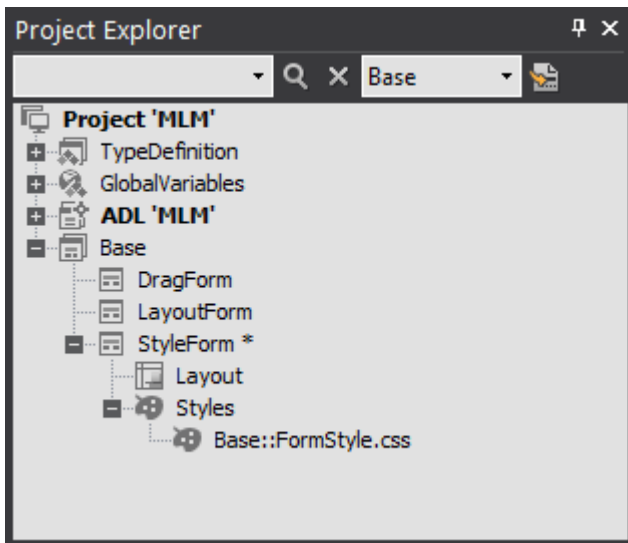 Project Explorer
Base
Project 'MLM'
TypeDefinition
GlobalVariables
ADL 'MLM'
Base
DragForm
LayoutForm
StyleForm *
Layout
Styles
Base::FormStyle.css